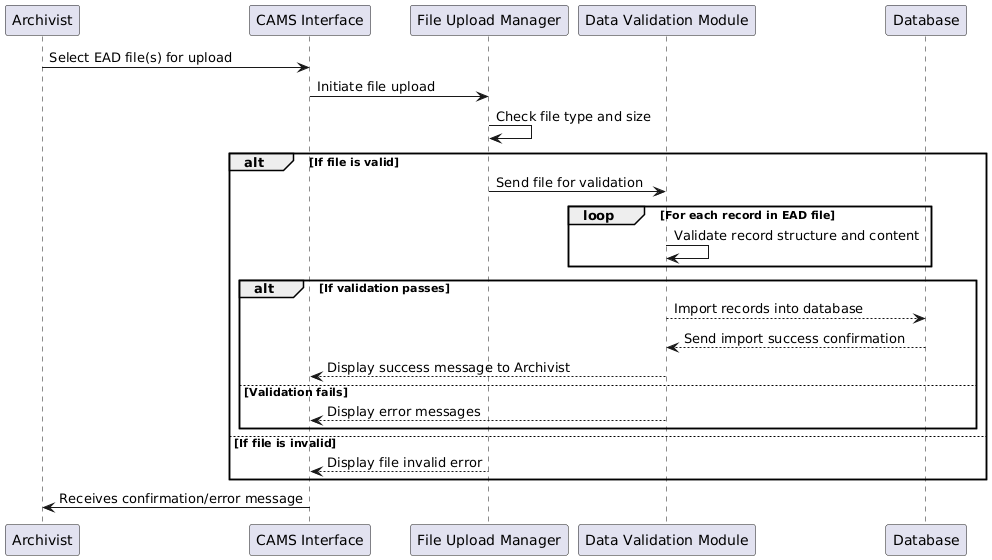 Archivist CAMS Interface File Upload Manager Data Validation Module Database
Select EAD file(s) for upload
Initiate file upload
Check file type and size
alt [If file is valid]
Send file for validation
loop [For each record in EAD file]
Validate record structure and content
alt [If validation passes]
Import records into database
Send import success confirmation
Display success message to Archivist
[Validation fails]
Display error messages
[If file is invalid]
Display file invalid error
Receives confirmation/error message
Archivist CAMS Interface File Upload Manager Data Validation Module Database